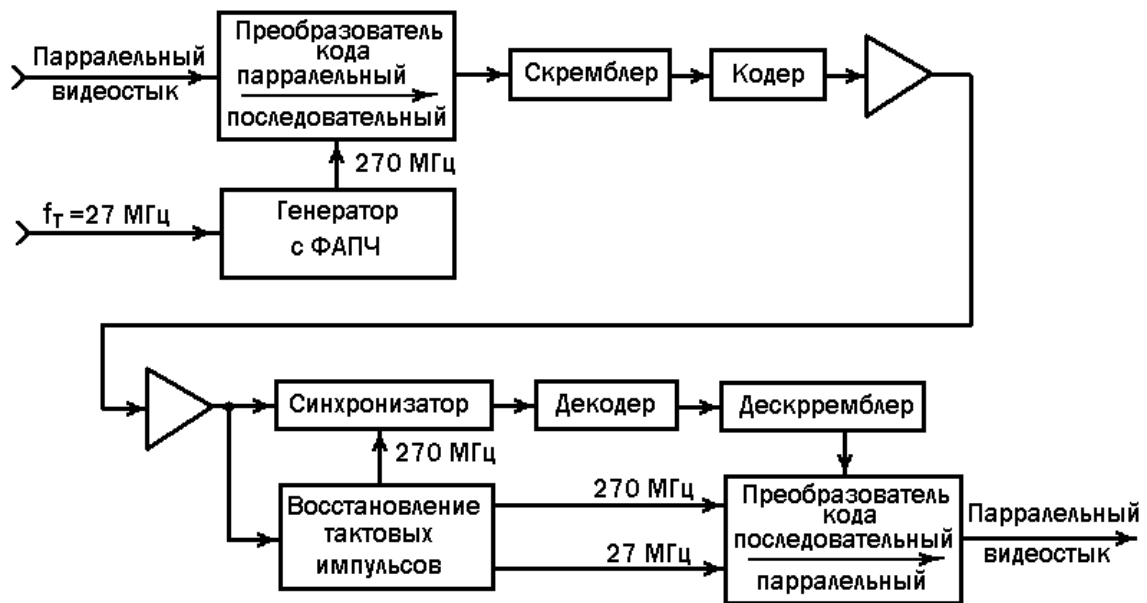 Парралельный
видеостык
Преобразователь
кода
парралельный
последовательный
Скремблер
Кодер
270 МГц
fт =27 МГц
Генератор
с ФАПЧ
Синхронизатор
Декодер
Дескрремблер
270 МГц
Восстановление
тактовых
импульсов
270 МГц
27 МГц
Преобразователь
кода
последовательный
парралельный
Парралельный
видеостык